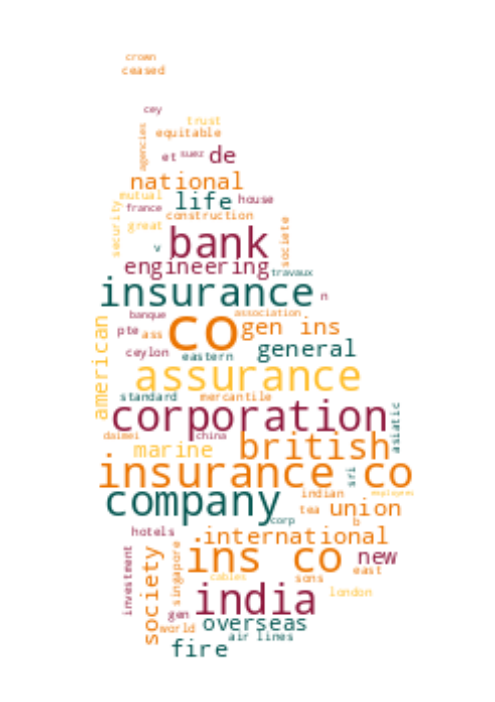 crown
ceased
cey
trust
equitable
agencies
et suez de
national
mutual
life house
france
construction
security
great
societe
v bank
engineering
travaux
insurance n
banque
association
co gen ins
pte ass
american
ceylon eastern general
assurance
standard mercantile
corporation
asiatic
daimei china
marine british
insurance co
sri
company
indian employees
tea union
corp b
hotels
.international
ins co new
investment
society
singapore
cables sons east
india london
gen
overseas
world
air lines
fire